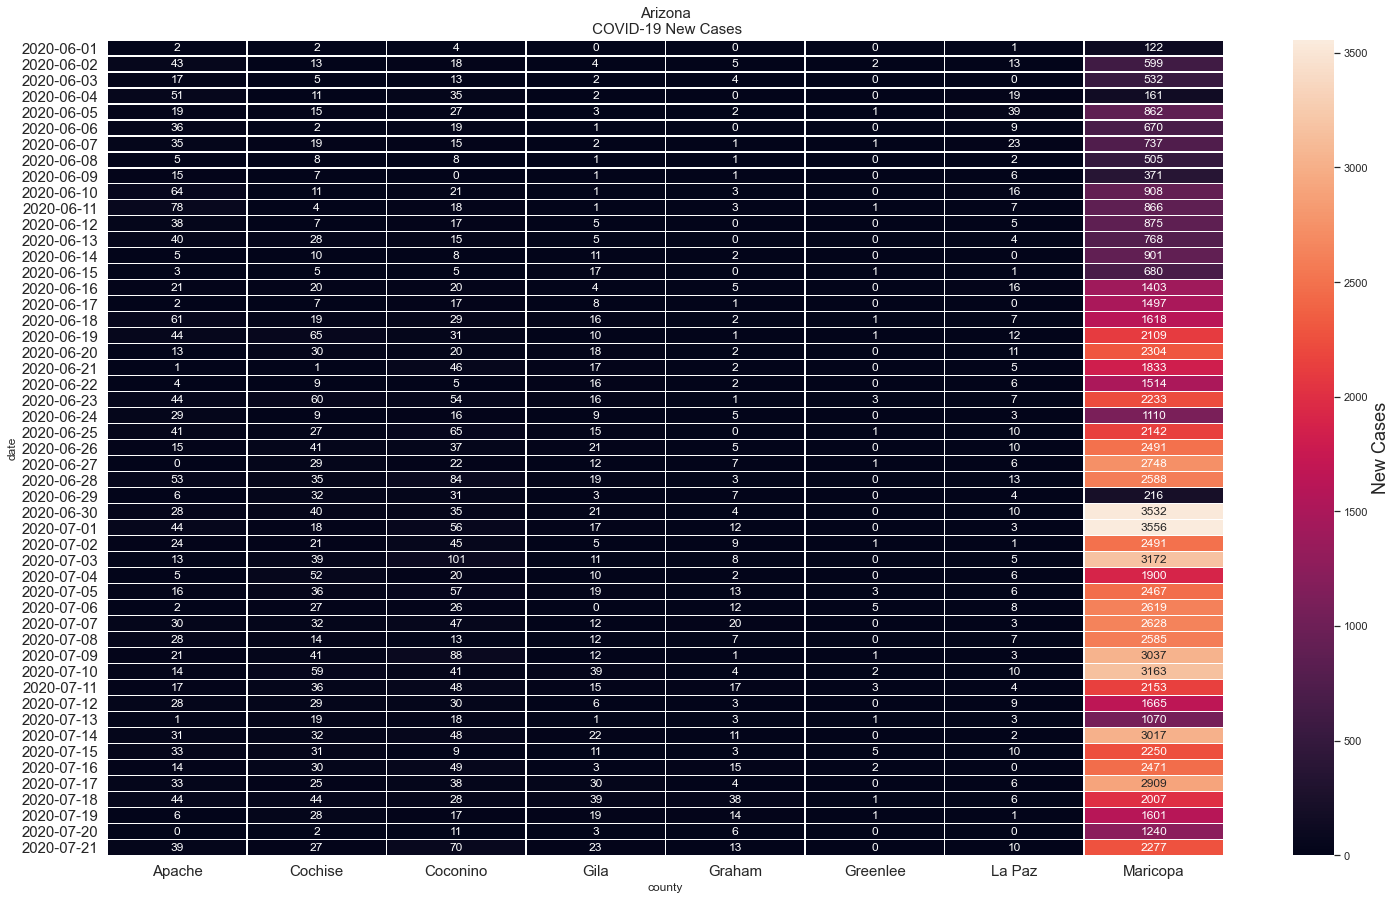 Arizona
COVID-19 New Cases
2020-06-01 2 2 4 0 0 0 1 122
2020-06-02 43 13 18 4 5 2 13 599
2020-06-03 17 5 13 2 4 0 0 532
2020-06-04 51 11 35 2 0 0 19 161
2020-06-05 19 15 27 3 2 1 39 862
2020-06-06 36 2 19 1 0 0 9 670
2020-06-07 35 19 15 2 1 1 23 737
2020-06-08 5 8 8 1 1 0 2 505
2020-06-09 15 7 0 1 1 0 6 371
2020-06-10 64 11 21 1 3 0 16 908
2020-06-11 78 4 18 1 3 1 7 866
2020-06-12 38 7 17 5 0 0 5 875
2020-06-13 40 28 15 5 0 0 4 768
2020-06-14 5 10 8 11 2 0 0 901
2020-06-15 3 5 5 17 0 1 1 680
2020-06-16 21 20 20 4 5 0 16 1403
2020-06-17 2 7 17 8 1 0 0 1497
2020-06-18 61 19 29 16 2 1 7 1618
2020-06-19 44 65 31 10 1 1 12 2109
2020-06-20 13 30 20 18 2 0 11 2304
2020-06-21 1 1 46 17 2 0 5 1833
2020-06-22 4 9 5 16 2 0 6 1514
2020-06-23 44 60 54 16 1 3 7 2233
2020-06-24 29 9 16 9 5 0 3 1110
2020-06-25 41 27 65 15 0 1 10 2142
2020-06-26 15 41 37 21 5 0 10 2491
2020-06-27 0 29 22 12 7 1 6 2748
2020-06-28 53 35 84 19 3 0 13 2588
2020-06-29 6 32 31 3 7 0 4 216
2020-06-30 28 40 35 21 4 0 10 3532
2020-07-01 44 18 56 17 12 0 3 3556
2020-07-02 24 21 45 5 9 1 1 2491
2020-07-03 13 39 101 11 8 0 5 3172
2020-07-04 5 52 20 10 2 0 6 1900
2020-07-05 16 36 57 19 13 3 6 2467
2020-07-06 2 27 26 0 12 5 8 2619
2020-07-07 30 32 47 12 20 0 3 2628
2020-07-08 28 14 13 12 7 0 7 2585
2020-07-09 21 41 88 12 1 1 3 3037
2020-07-10 14 59 41 39 4 2 10 3163
2020-07-11 17 36 48 15 17 3 4 2153
2020-07-12 28 29 30 6 3 0 9 1665
2020-07-13 1 19 18 1 3 1 3 1070
2020-07-14 31 32 48 22 11 0 2 3017
2020-07-15 33 31 9 11 3 5 10 2250
2020-07-16 14 30 49 3 15 2 0 2471
2020-07-17 33 25 38 30 4 0 6 2909
2020-07-18 44 44 28 39 38 1 6 2007
2020-07-19 6 28 17 19 14 1 1 1601
2020-07-20 0 2 11 3 6 0 0 1240
2020-07-21 39 27 70 23 13 0 10 2277
date
Apache Cochise Coconino Gila Graham Greenlee La Paz Maricopa
county
3500
3000
2500
2000
1500
1000
500
0
New Cases